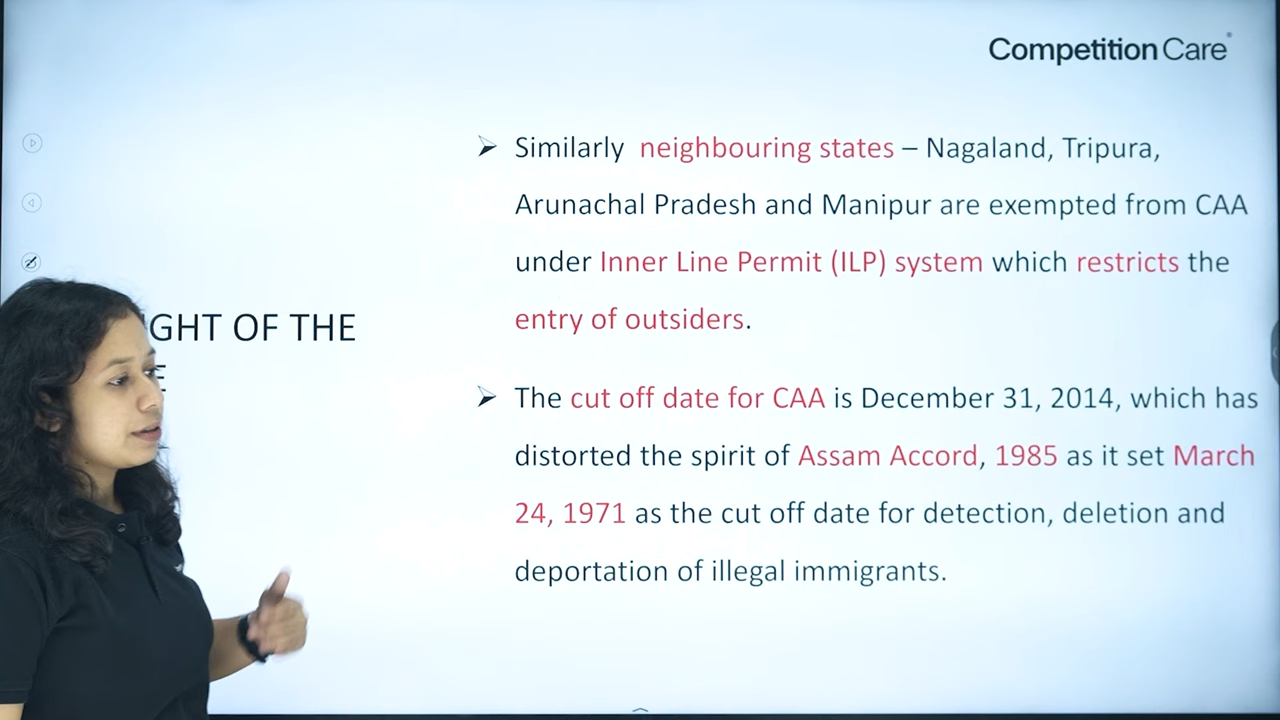 Competition Care
Similarly neighbouring states – Nagaland, Tripura,
Arunachal Pradesh and Manipur are exempted from CAA
under Inner Line Permit (ILP) system which restricts the
entry of outsiders.
GHT OF THE
The cut off date for CAA is December 31, 2014, which has
distorted the spirit of Assam Accord, 1985 as it set March
24, 1971 as the cut off date for detection, deletion and
deportation of illegal immigrants.